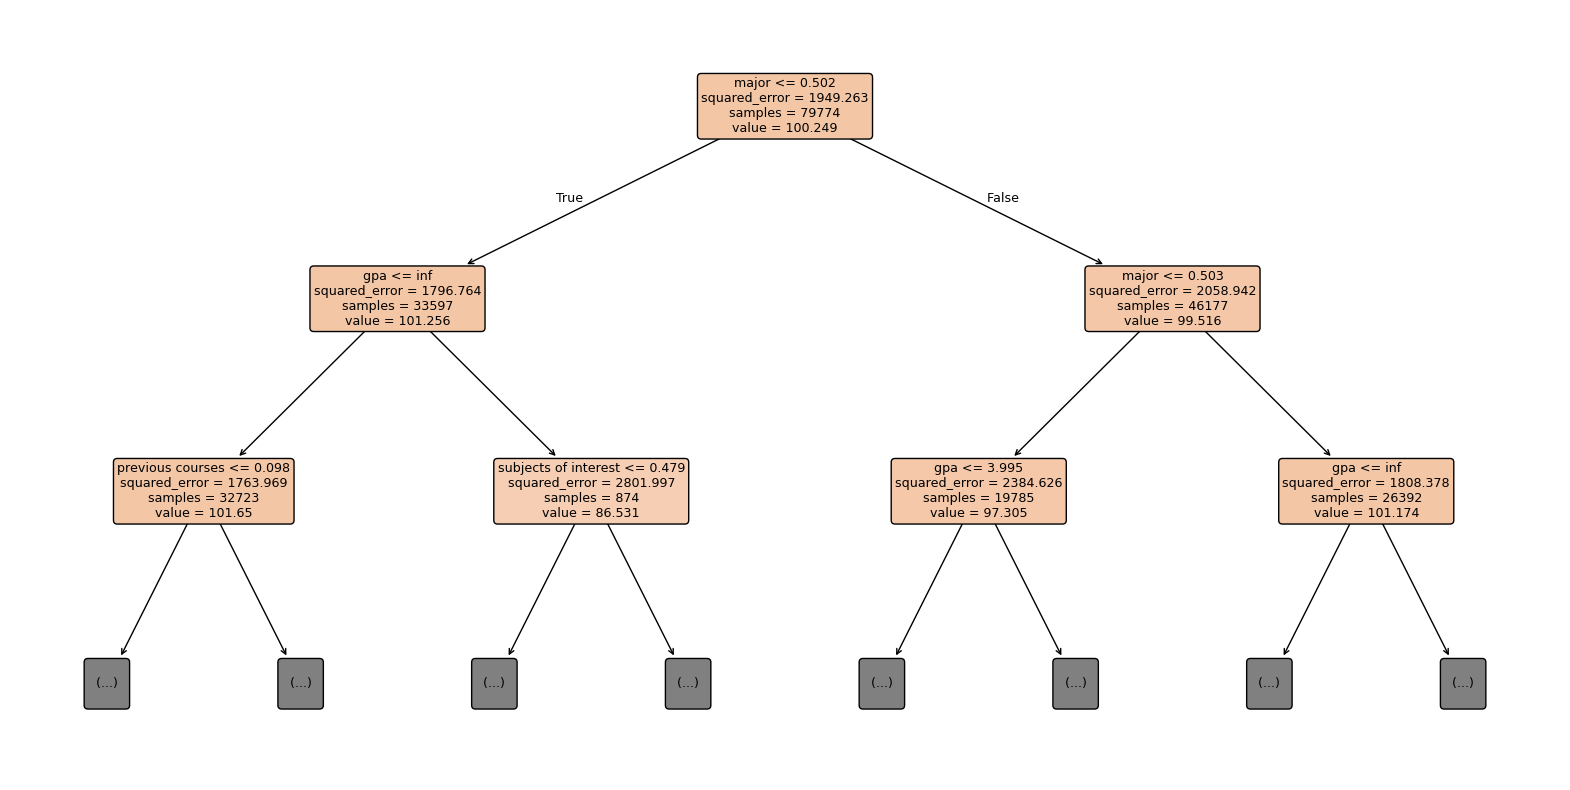 major <= 0.502
squared_error = 1949.263
samples = 79774
value = 100.249
True
False
gpa <= inf
squared_error = 1796.764
samples = 33597
value = 101.256
major <= 0.503
squared_error = 2058.942
samples = 46177
value = 99.516
previous courses <= 0.098
squared_error = 1763.969
samples = 32723
value = 101.65
subjects of interest <= 0.479
squared_error = 2801.997
samples = 874
value = 86.531
gpa <= 3.995
squared_error = 2384.626
samples = 19785
value = 97.305
gpa <= inf
squared_error = 1808.378
samples = 26392
value = 101.174
(...)
(...)
(...)
(...)
(...)
(...)
(...)
(...)